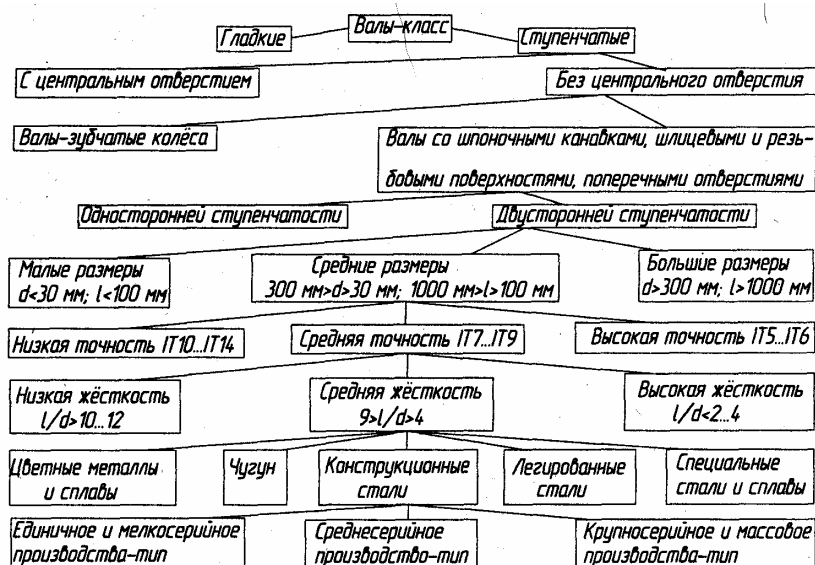 Валы-класс
Гладкие
Ступенчатые
С центральным отверстием
Без центрального отверстия
Валы-зубчатые колёса
Валы со шпоночными канавками, шлицевыми и резь-
бовыми поверхностями, поперечными отверстиями
Односторонней ступенчатости
Двусторонней ступенчатости
Малые размеры
d<30 мм; l<100 мм
Средние размеры
300 мм>d>30 мм; 1000 мм>l>100 мм
Большие размеры
d>300 мм; l>1000 мм
Низкая точность IT10...IT14
Средняя точность IT7...IT9
Высокая точность IT5...IT6
Низкая жёсткость
l/d>10...12
Средняя жёсткость
9>l/d>4
Высокая жёсткость
l/d<2...4
Цветные металлы
и сплавы
Чугун
Конструкционные
стали
Легированные
стали
Специальные
стали и сплавы
Единичное и мелкосерийное
производства-тип
Среднесерийное
производство-тип
Крупносерийное и массовое
производства-тип